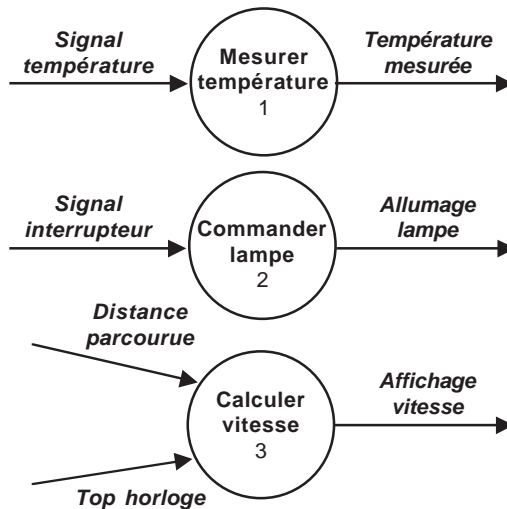 Signal
température
Mesurer
température
1
Température
mesurée
Signal
interrupteur
Commander
lampe
2
Allumage
lampe
Distance
parcourue
Calculer
vitesse
3
Affichage
vitesse
Top horloge